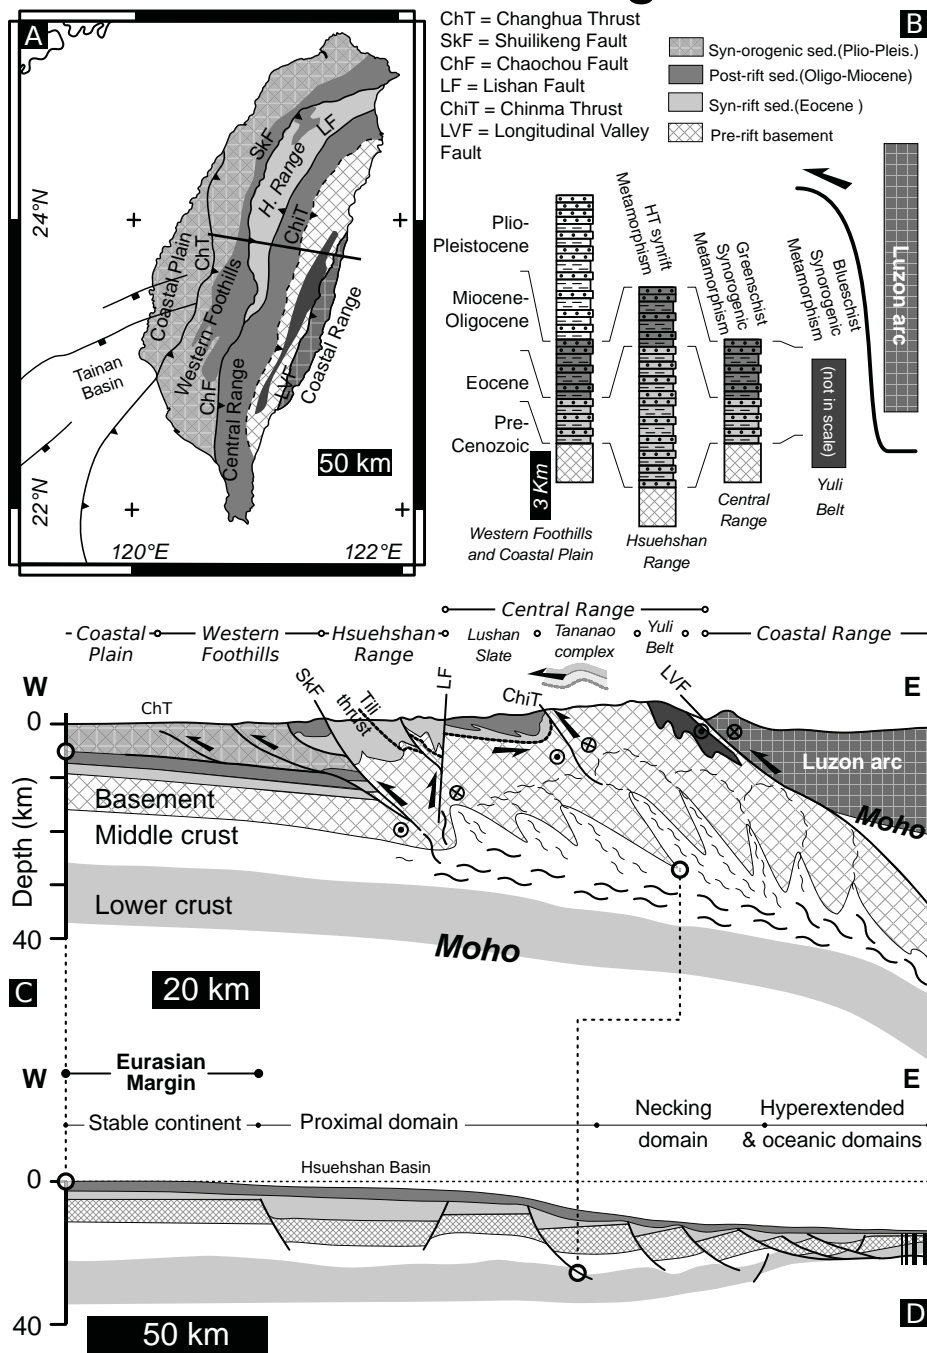 A
ChT = Changhua Thrust
SkF = Shuilikeng Fault
ChF = Chaochou Fault
LF = Lishan Fault
ChiT = Chinma Thrust
LVF = Longitudinal Valley
Fault
B
Syn-orogenic sed.(Plio-Pleis.)
Post-rift sed.(Oligo-Miocene)
Syn-rift sed.(Eocene )
Pre-rift basement
24°N
22°N
120°E
122°E
SkF
LF
H. Range
ChiT
ChT
Coastal Plain
Western Foothills
ChF
Central Range
LVF
Coastal Range
Tainan
Basin
50 km
Plio-
Pleistocene
Miocene-
Oligocene
Eocene
Pre-
Cenozoic
3 Km
HT synrift
Metamorphism
Greenschist
Synorogenic
Metamorphism
Blueschist
Synorogenic
Metamorphism
Luzon arc
(not in scale)
Western Foothills
and Coastal Plain
Hsuehshan
Range
Central
Range
Yuli
Belt
Central Range
Coastal
Plain
Western
Foothills
Hsuehshan
Range
Lushan
Slate
Tananao
complex
Yuli
Belt
Coastal Range
W
E
ChT
SkF
Tili
thrust
LF
ChiT
LVF
0
Depth (km)
40
Basement
Middle crust
Lower crust
Luzon arc
Moho
Moho
C
20 km
W
Eurasian
Margin
E
Stable continent
Proximal domain
Necking
domain
Hyperextended
& oceanic domains
Hsuehshan Basin
0
40
50 km
D